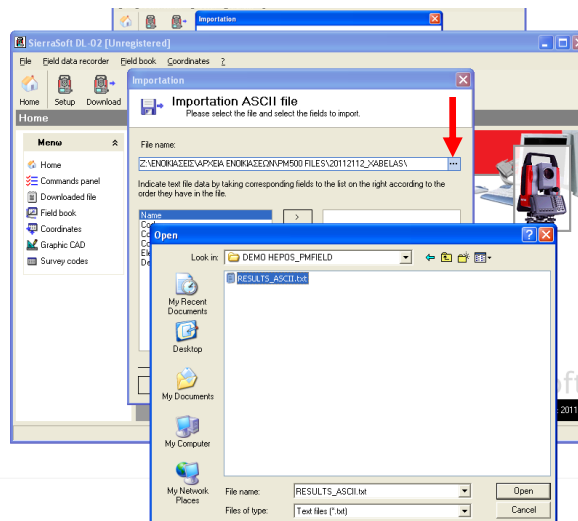 Importation
SierraSoft DL-02 [Unregistered]
File Field data recorder Field book Coordinates ?
Home Setup Download
Home
Menu
Home
Commands panel
Downloaded file
Field book
Coordinates
Graphic CAD
Survey codes
Importation
Importation ASCII file
Please select the file and select the fields to import.
File name:
Z:\ΕΝΟΙΚΙΑΣΕΙΣ\ΑΡΧΕΙΑ ΕΝΟΙΚΙΑΣΕΩΝ\PM500 FILES\20112112_XABELAS\
...
Indicate text file data by taking corresponding fields to the list on the right according to the
order they have in the file.
Name
>
Open
Look in: DEMO HEPOS_PMFIELD
RESULTS_ASCII.txt
My Recent
Documents
Desktop
My Documents
My Computer
My Network
Places
File name: RESULTS_ASCII.txt Open
Files of type: Text files (*.txt) Cancel
2011